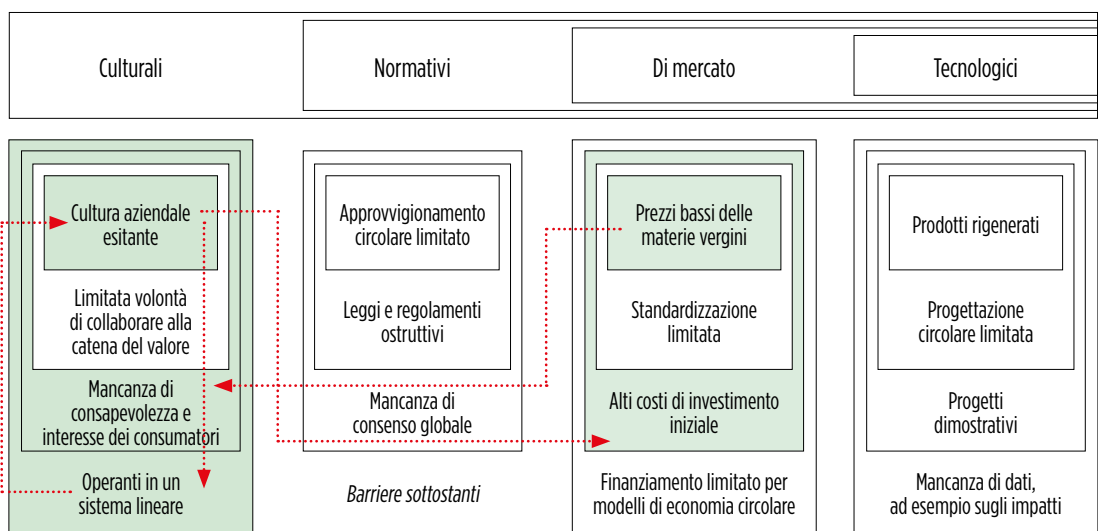 Culturali
Normativi
Di mercato
Tecnologici
Cultura aziendale
esitante
Limitata volontà
di collaborare alla
catena del valore
Mancanza di
consapevolezza e
interesse dei consumatori
Operanti in un
sistema lineare
Approvvigionamento
circolare limitato
Leggi e regolamenti
ostruttivi
Mancanza di
consenso globale
Barriere sottostanti
Prezzi bassi delle
materie vergini
Standardizzazione
limitata
Alti costi di investimento
iniziale
Finanziamento limitato per
modelli di economia circolare
Prodotti rigenerati
Progettazione
circolare limitata
Progetti
dimostrativi
Mancanza di dati,
ad esempio sugli impatti